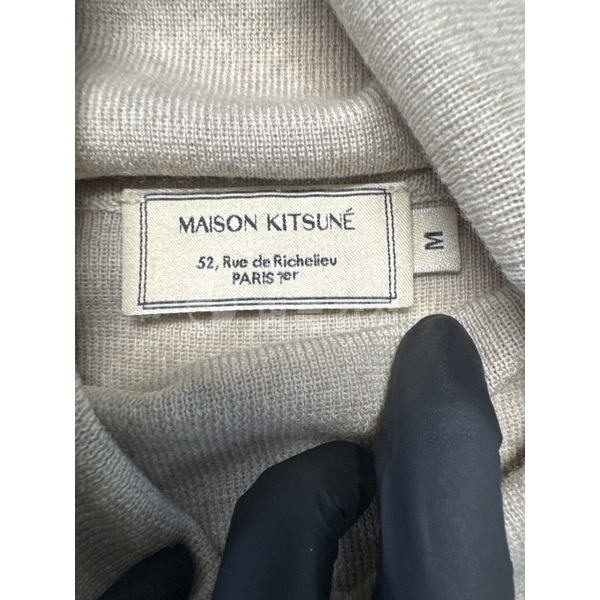 MAISON KITSUNÉ
52, Rue de Richelieu
PARIS 1er
M